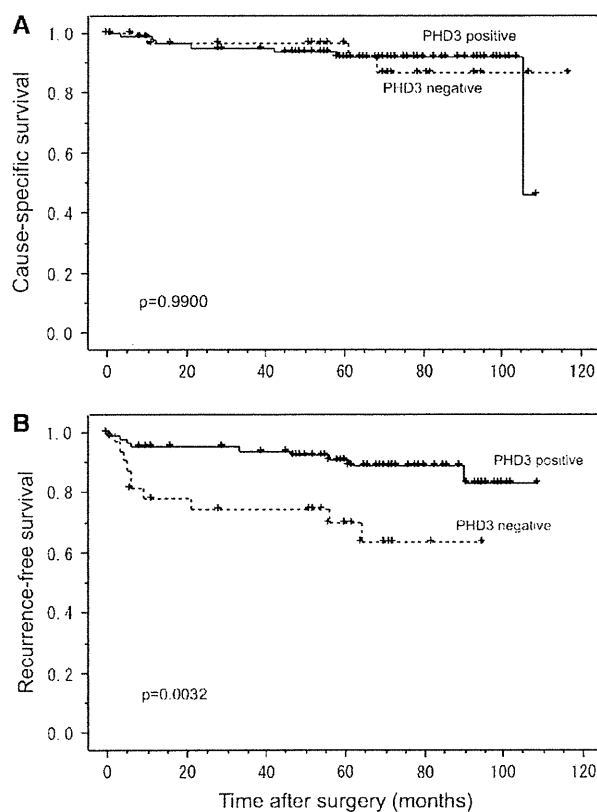 A
Cause-specific survival
1.0
0.8
0.6
0.4
0.2
0.0
PHD3 positive
PHD3 negative
p=0.9900
0 20 40 60 80 100 120
B
Recurrence-free survival
1.0
0.8
0.6
0.4
0.2
0.0
PHD3 positive
PHD3 negative
p=0.0032
0 20 40 60 80 100 120
Time after surgery (months)